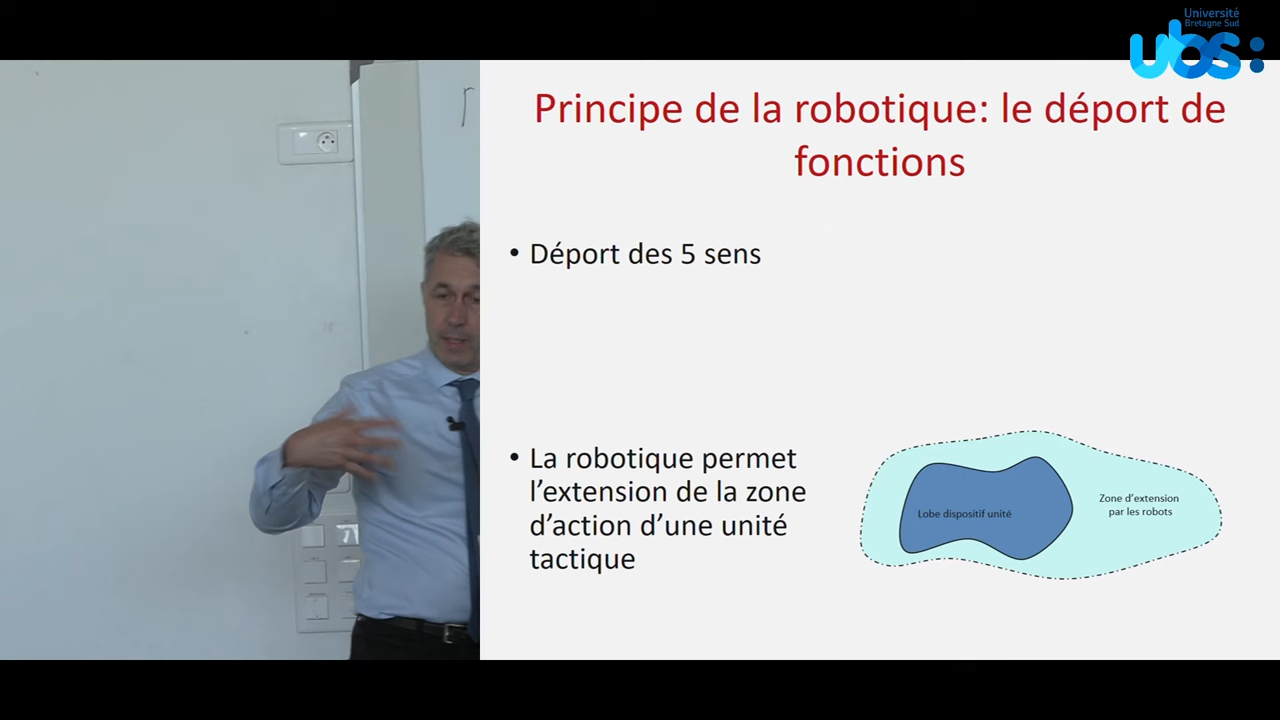 Université
Bretagne Sud
ubs:
Principe de la robotique: le déport de
fonctions
• Déport des 5 sens
• La robotique permet
l'extension de la zone
d'action d'une unité
tactique
Lobe dispositif unité
Zone d'extension
par les robots